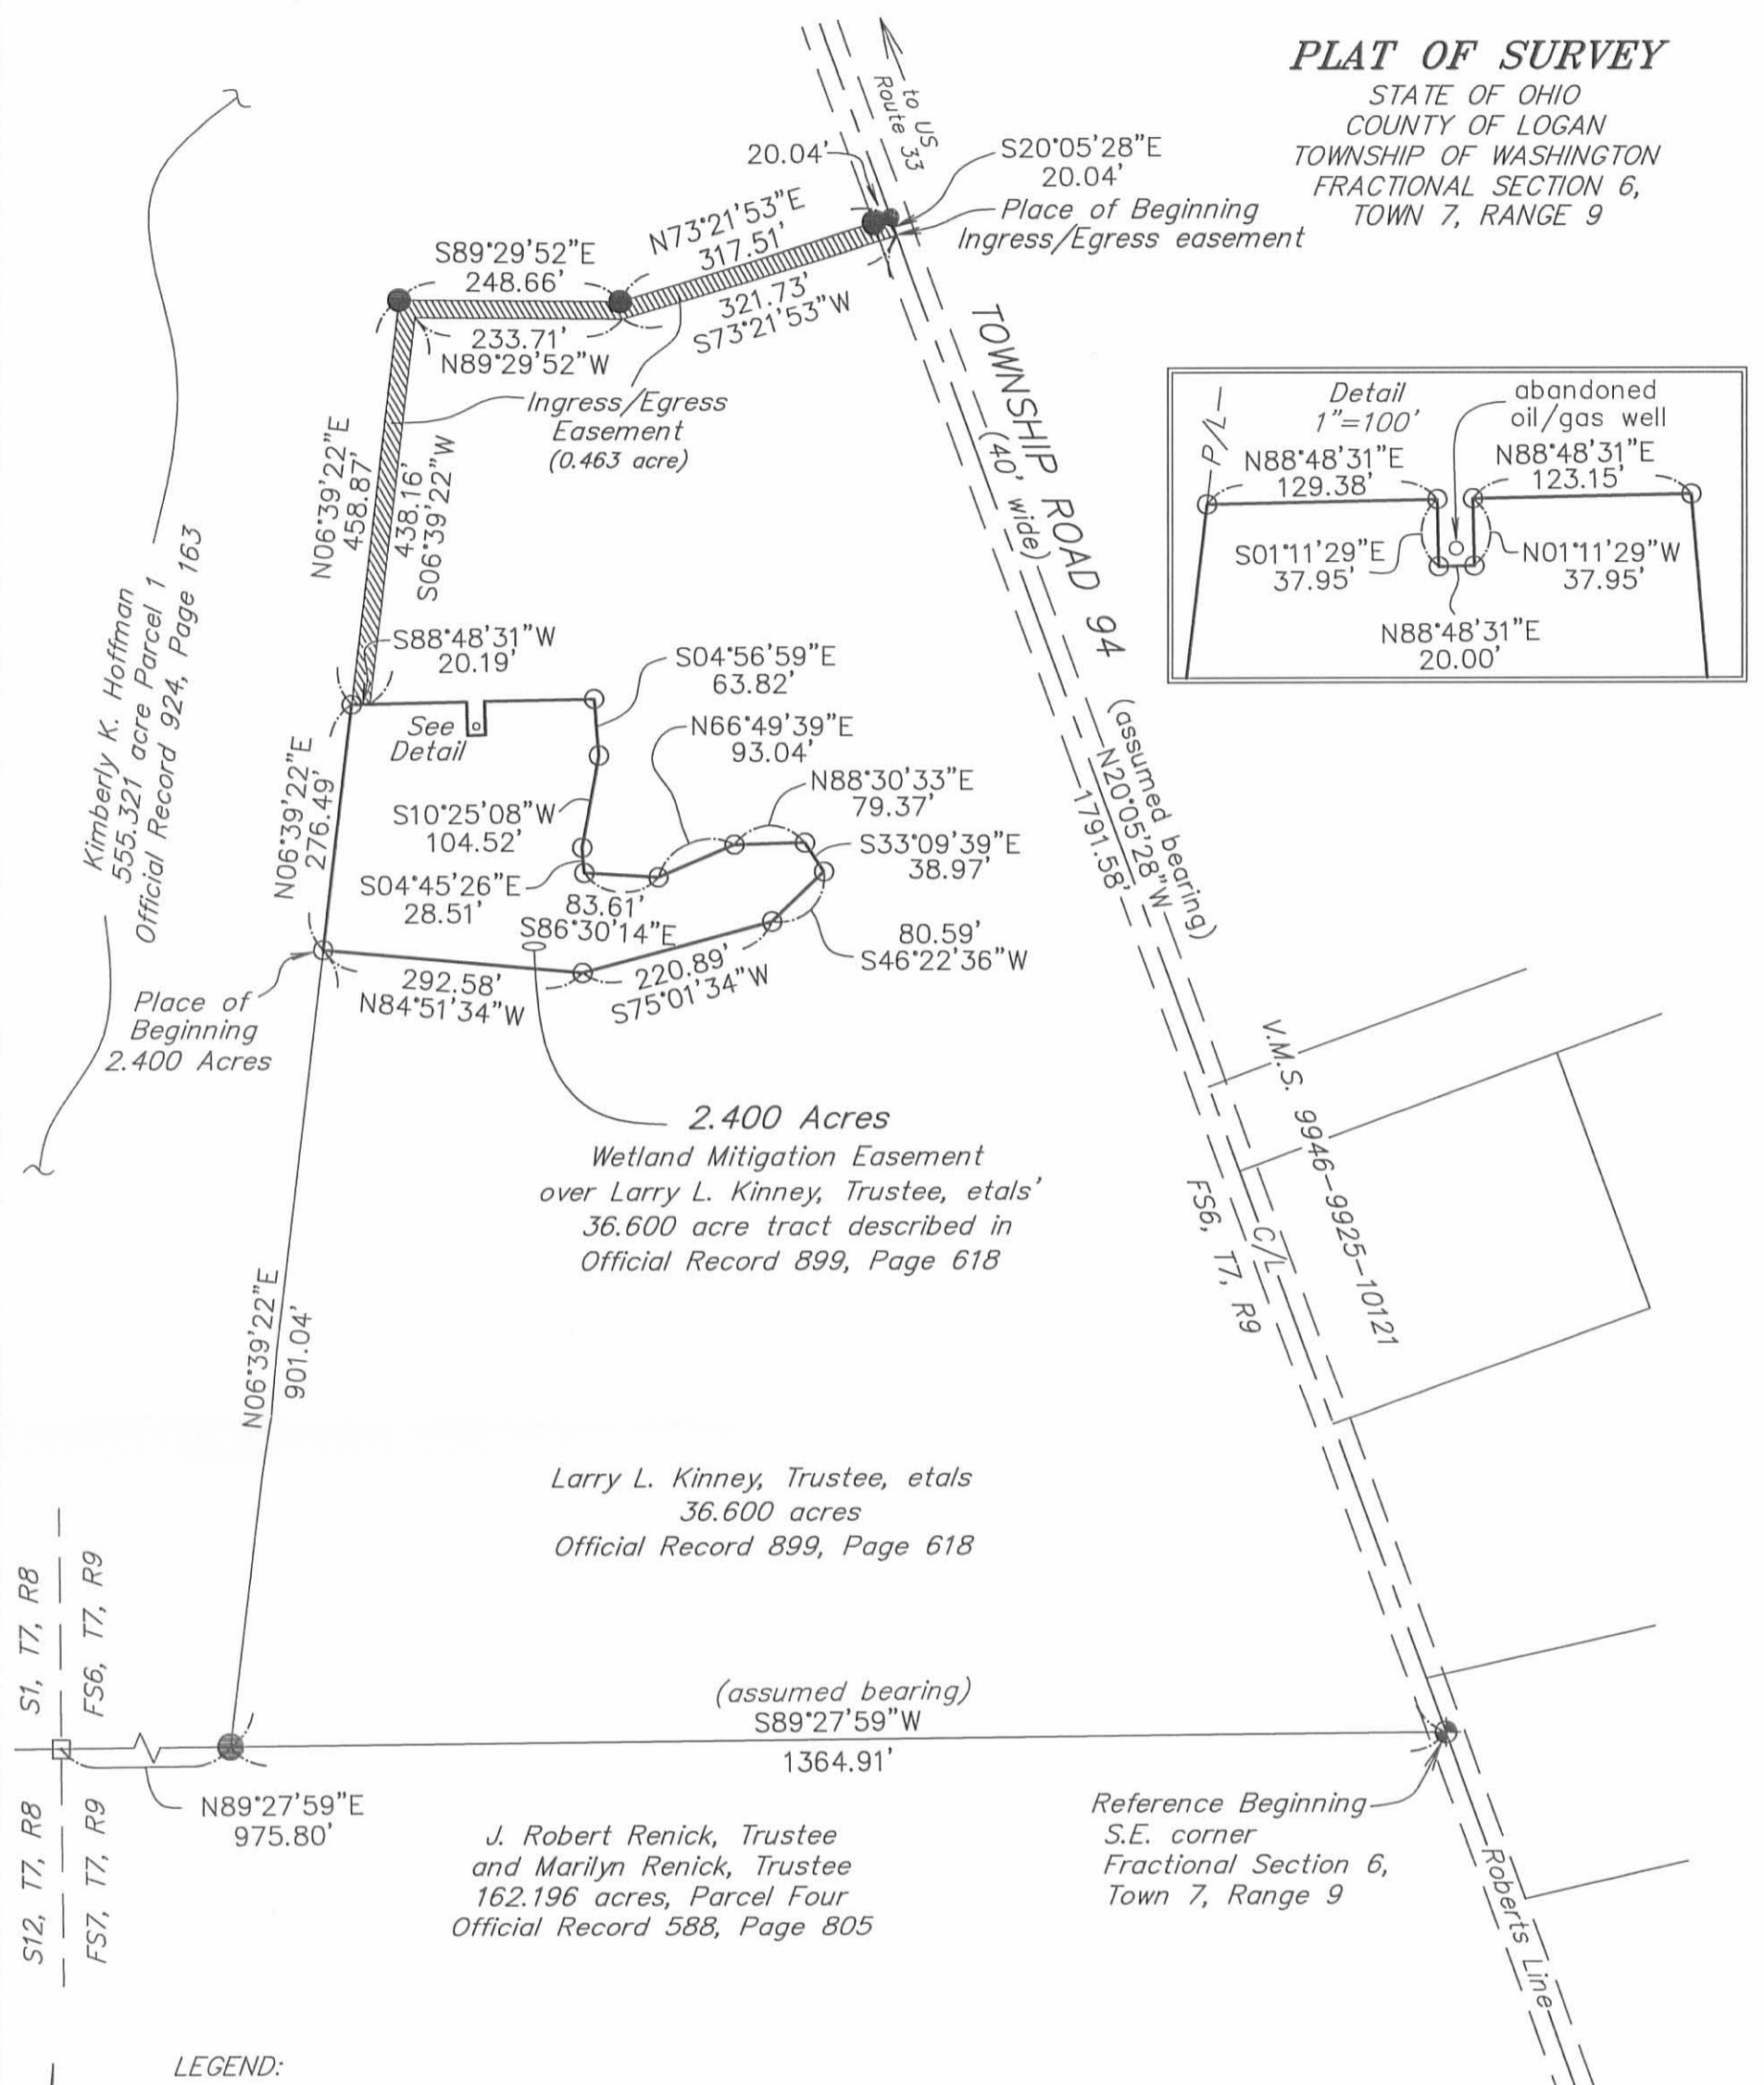 PLAT OF SURVEY
STATE OF OHIO
COUNTY OF LOGAN
TOWNSHIP OF WASHINGTON
FRACTIONAL SECTION 6,
TOWN 7, RANGE 9
to US
Route 33
20.04'
S20°05'28"E
20.04'
Place of Beginning
Ingress/Egress easement
N73°21'53"E
317.51'
321.73'
S73°21'53"W
S89°29'52"E
248.66'
233.71'
N89°29'52"W
Ingress/Egress
Easement
(0.463 acre)
N06°39'22"E
458.87'
438.16'
S06°39'22"W
Kimberly K. Hoffman
555.321 acre Parcel 1
Official Record 924, Page 163
TOWNSHIP ROAD 94
(40' wide)
(assumed bearing)
N20°05'28"W
1791.58'
Detail
1"=100'
abandoned
oil/gas well
P/L
N88°48'31"E
129.38'
N88°48'31"E
123.15'
S01°11'29"E
37.95'
N01°11'29"W
37.95'
N88°48'31"E
20.00'
S88°48'31"W
20.19'
See
Detail
S04°56'59"E
63.82'
N66°49'39"E
93.04'
N88°30'33"E
79.37'
S10°25'08"W
104.52'
S33°09'39"E
38.97'
S04°45'26"E
28.51'
83.61'
S86°30'14"E
80.59'
S46°22'36"W
220.89'
S75°01'34"W
292.58'
N84°51'34"W
N06°39'22"E
276.49'
Place of
Beginning
2.400 Acres
2.400 Acres
Wetland Mitigation Easement
over Larry L. Kinney, Trustee, etals'
36.600 acre tract described in
Official Record 899, Page 618
V.M.S. 9946-9925-10121
FS6, T7, R9
C/L
N06°39'22"E
901.04'
Larry L. Kinney, Trustee, etals
36.600 acres
Official Record 899, Page 618
S1, T7, R8
FS6, T7, R9
(assumed bearing)
S89°27'59"W
1364.91'
N89°27'59"E
975.80'
S12, T7, R8
FS7, T7, R9
J. Robert Renick, Trustee
and Marilyn Renick, Trustee
162.196 acres, Parcel Four
Official Record 588, Page 805
Reference Beginning
S.E. corner
Fractional Section 6,
Town 7, Range 9
Roberts Line
LEGEND: